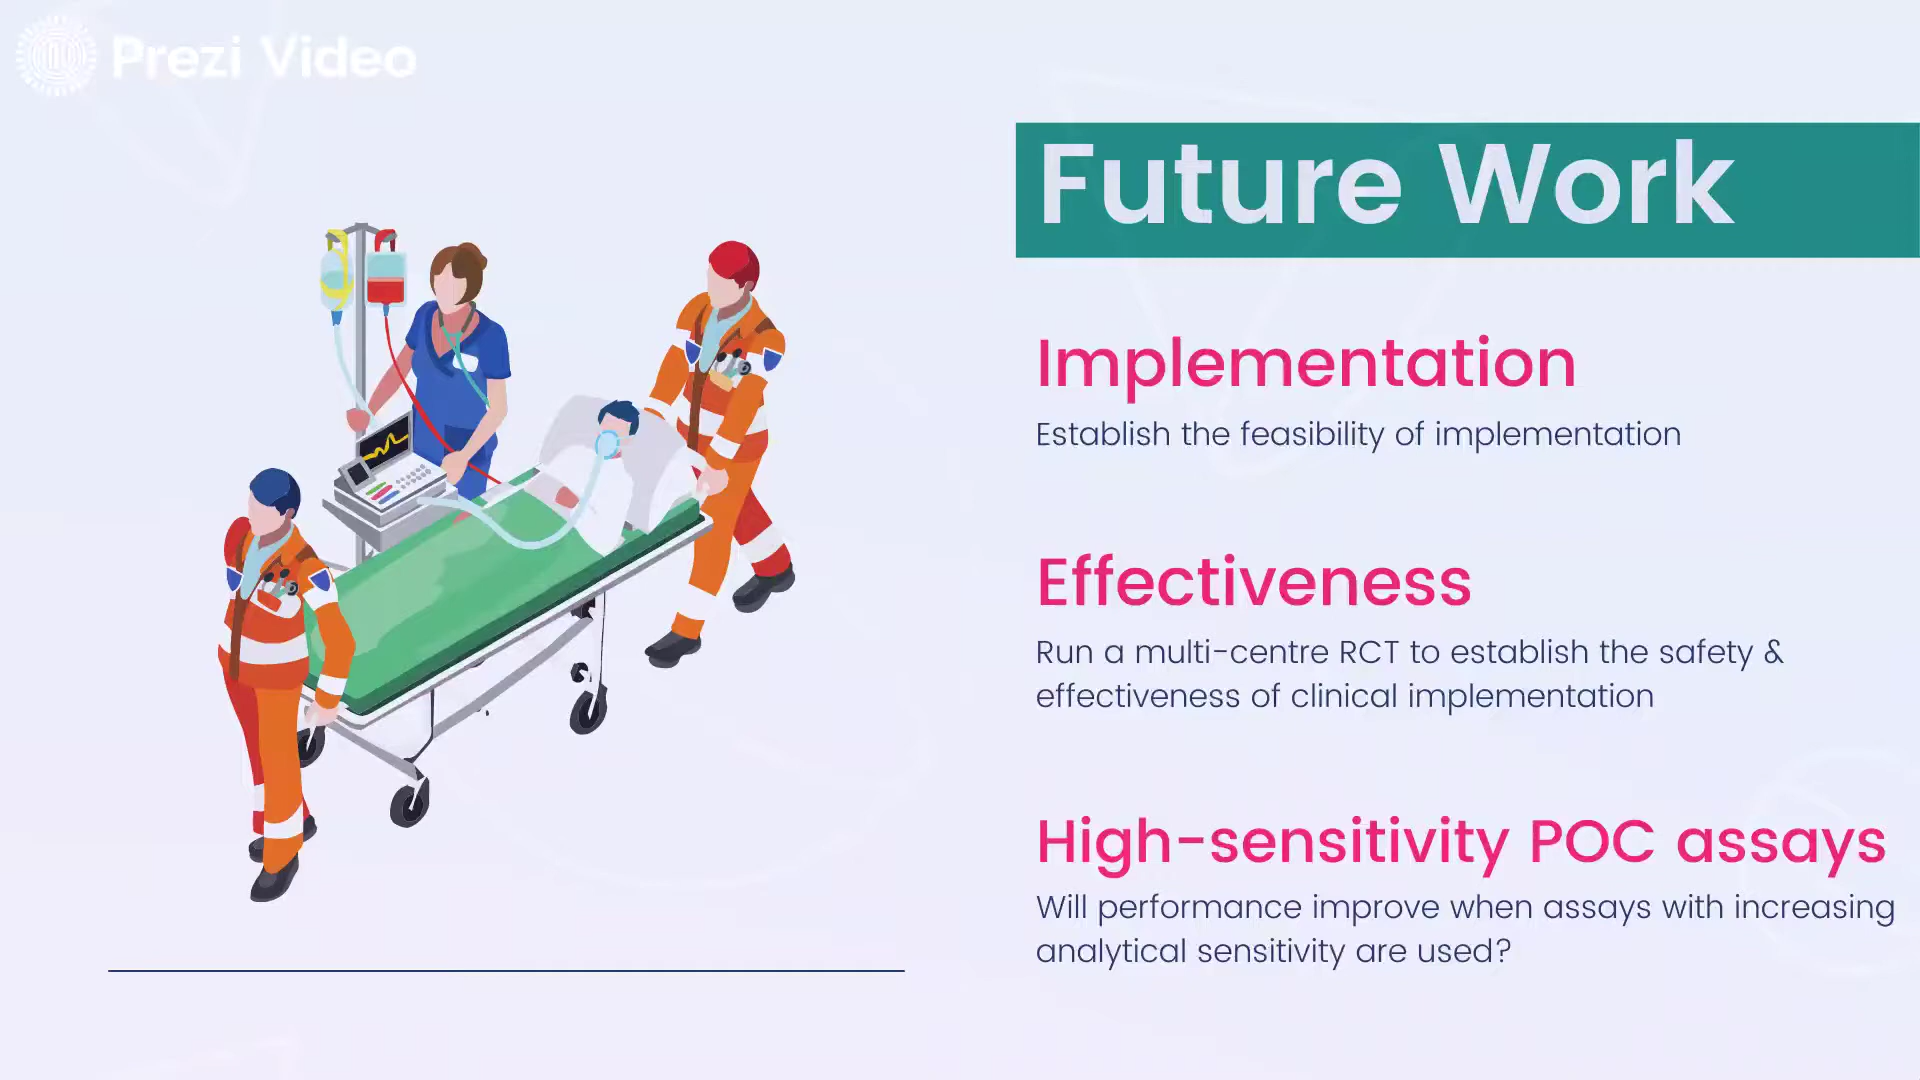 Prezi Video
Future Work
Implementation
Establish the feasibility of implementation
Effectiveness
Run a multi-centre RCT to establish the safety &
effectiveness of clinical implementation
High-sensitivity POC assays
Will performance improve when assays with increasing
analytical sensitivity are used?